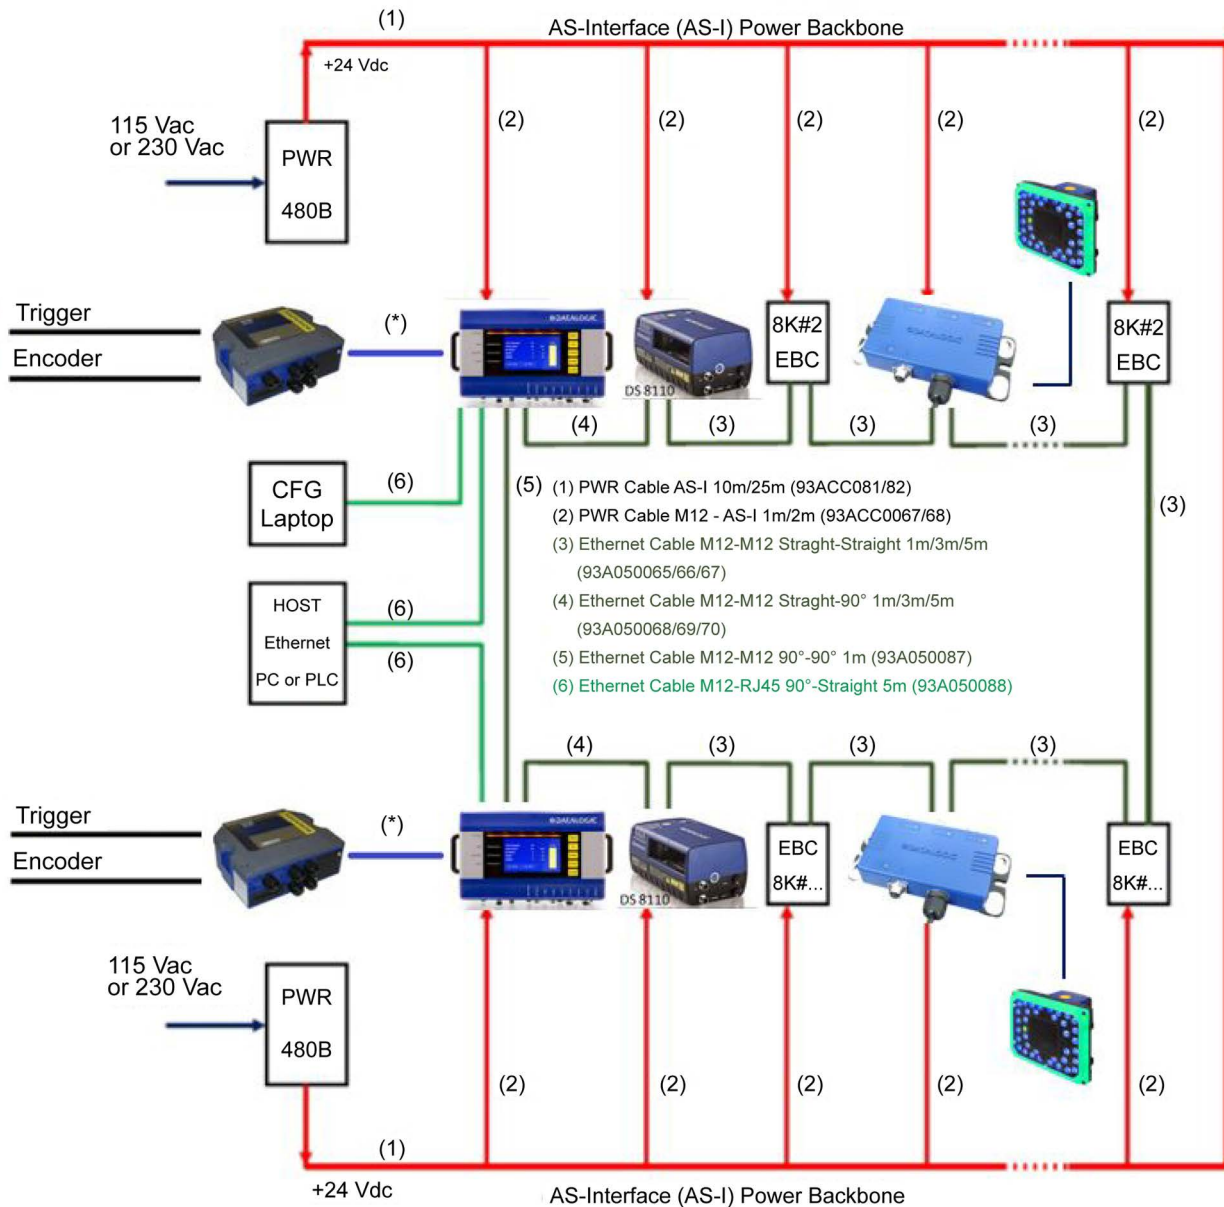 (1)
AS-Interface (AS-I) Power Backbone
+24 Vdc
115 Vac
or 230 Vac
PWR
480B
(2)
(2)
(2)
(2)
(2)
Trigger
Encoder
(*)
DATALOGIC
DS 8110
8K#2
EBC
DATALOGIC
8K#2
EBC
(4)
(3)
(3)
(3)
CFG
Laptop
(6)
(5)
(3)
(1) PWR Cable AS-I 10m/25m (93ACC081/82)
(2) PWR Cable M12 - AS-I 1m/2m (93ACC0067/68)
(3) Ethernet Cable M12-M12 Straght-Straight 1m/3m/5m
(93A050065/66/67)
(4) Ethernet Cable M12-M12 Straght-90° 1m/3m/5m
(93A050068/69/70)
(5) Ethernet Cable M12-M12 90°-90° 1m (93A050087)
(6) Ethernet Cable M12-RJ45 90°-Straight 5m (93A050088)
HOST
Ethernet
PC or PLC
(6)
(6)
(4)
(3)
(3)
(3)
Trigger
Encoder
(*)
DATALOGIC
DS 8110
EBC
8K#...
DATALOGIC
EBC
8K#...
115 Vac
or 230 Vac
PWR
480B
(2)
(2)
(2)
(2)
(2)
(1)
+24 Vdc
AS-Interface (AS-I) Power Backbone